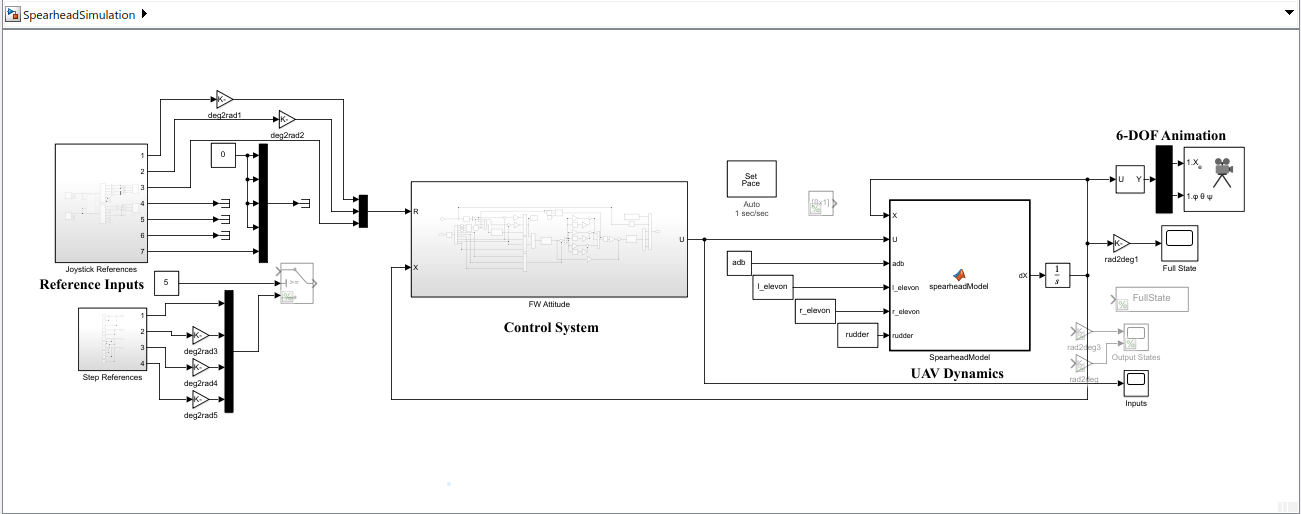 SpearheadSimulation
K-
deg2rad1
K-
deg2rad2
1
2
3
4
5
6
7
Joystick References
0
Reference Inputs
5
>=
1
2
3
4
Step References
K-
deg2rad3
K-
deg2rad4
K-
deg2rad5
R
X
U
FW Attitude
Control System
Set
Pace
Auto
1 sec/sec
[0x1]
adb
l_elevon
r_elevon
rudder
X
U
adb
l_elevon
r_elevon
rudder
spearheadModel
dX
SpearheadModel
UAV Dynamics
1
s
6-DOF Animation
U Y
1.Xe
1.φ θ ψ
K-
rad2deg1
Full State
FullState
K-
rad2deg3
K-
rad2deg
Output States
Inputs